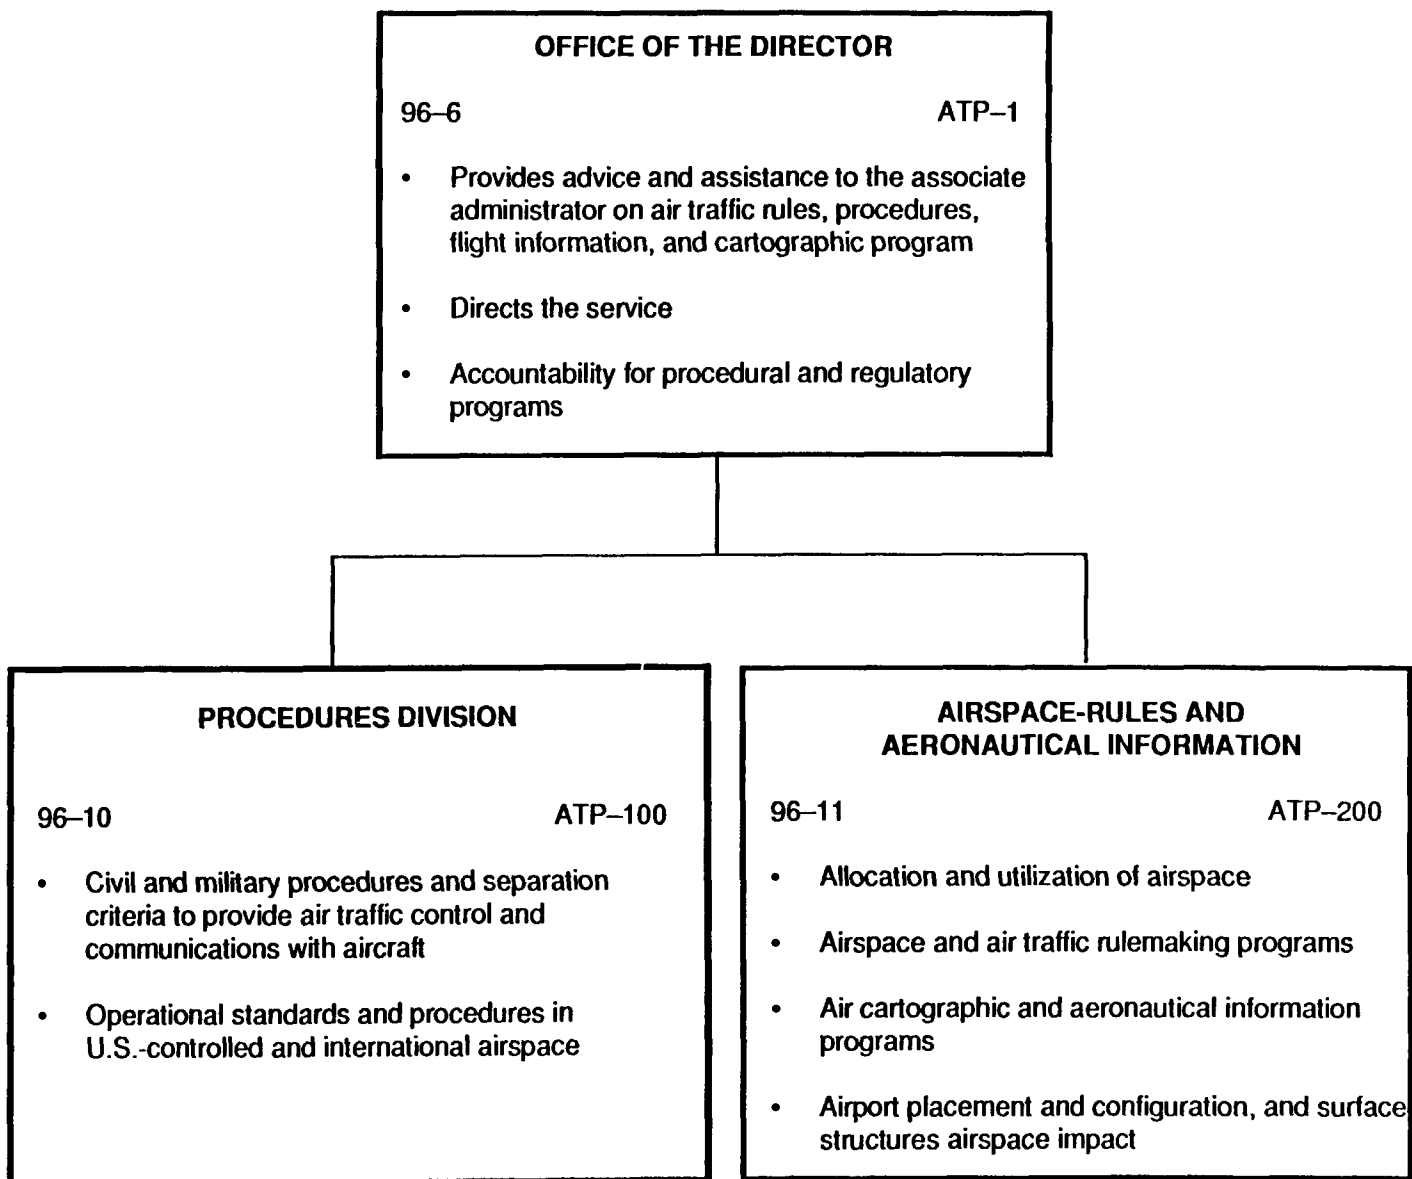 OFFICE OF THE DIRECTOR
96–6 ATP–1
• Provides advice and assistance to the associate
administrator on air traffic rules, procedures,
flight information, and cartographic program
• Directs the service
• Accountability for procedural and regulatory
programs
PROCEDURES DIVISION
96–10 ATP–100
• Civil and military procedures and separation
criteria to provide air traffic control and
communications with aircraft
• Operational standards and procedures in
U.S.-controlled and international airspace
AIRSPACE-RULES AND
AERONAUTICAL INFORMATION
96–11 ATP–200
• Allocation and utilization of airspace
• Airspace and air traffic rulemaking programs
• Air cartographic and aeronautical information
programs
• Airport placement and configuration, and surface
structures airspace impact